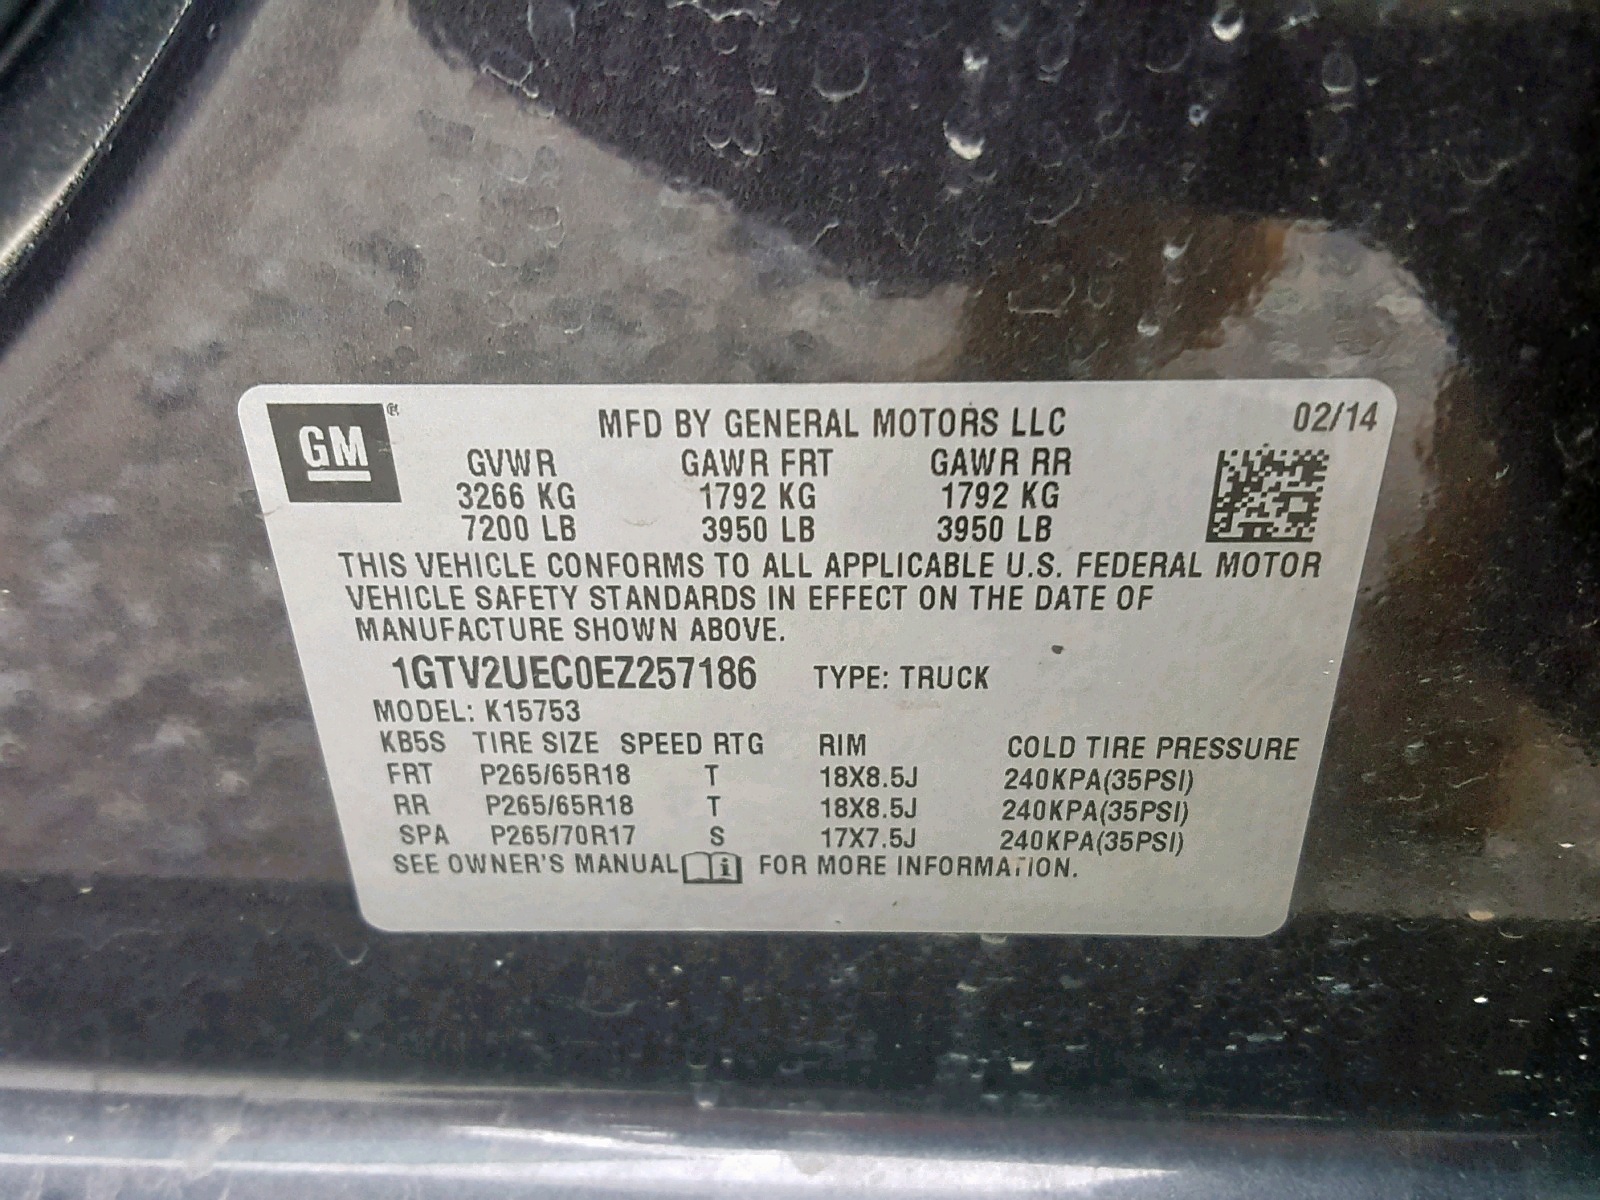 GM® MFD BY GENERAL MOTORS LLC 02/14
GVWR GAWR FRT GAWR RR
3266 KG 1792 KG 1792 KG
7200 LB 3950 LB 3950 LB
THIS VEHICLE CONFORMS TO ALL APPLICABLE U.S. FEDERAL MOTOR
VEHICLE SAFETY STANDARDS IN EFFECT ON THE DATE OF
MANUFACTURE SHOWN ABOVE.
1GTV2UEC0EZ257186 TYPE: TRUCK
MODEL: K15753
KB5S TIRE SIZE SPEED RTG RIM COLD TIRE PRESSURE
FRT P265/65R18 T 18X8.5J 240KPA(35PSI)
RR P265/65R18 T 18X8.5J 240KPA(35PSI)
SPA P265/70R17 S 17X7.5J 240KPA(35PSI)
SEE OWNER'S MANUAL i FOR MORE INFORMATION.